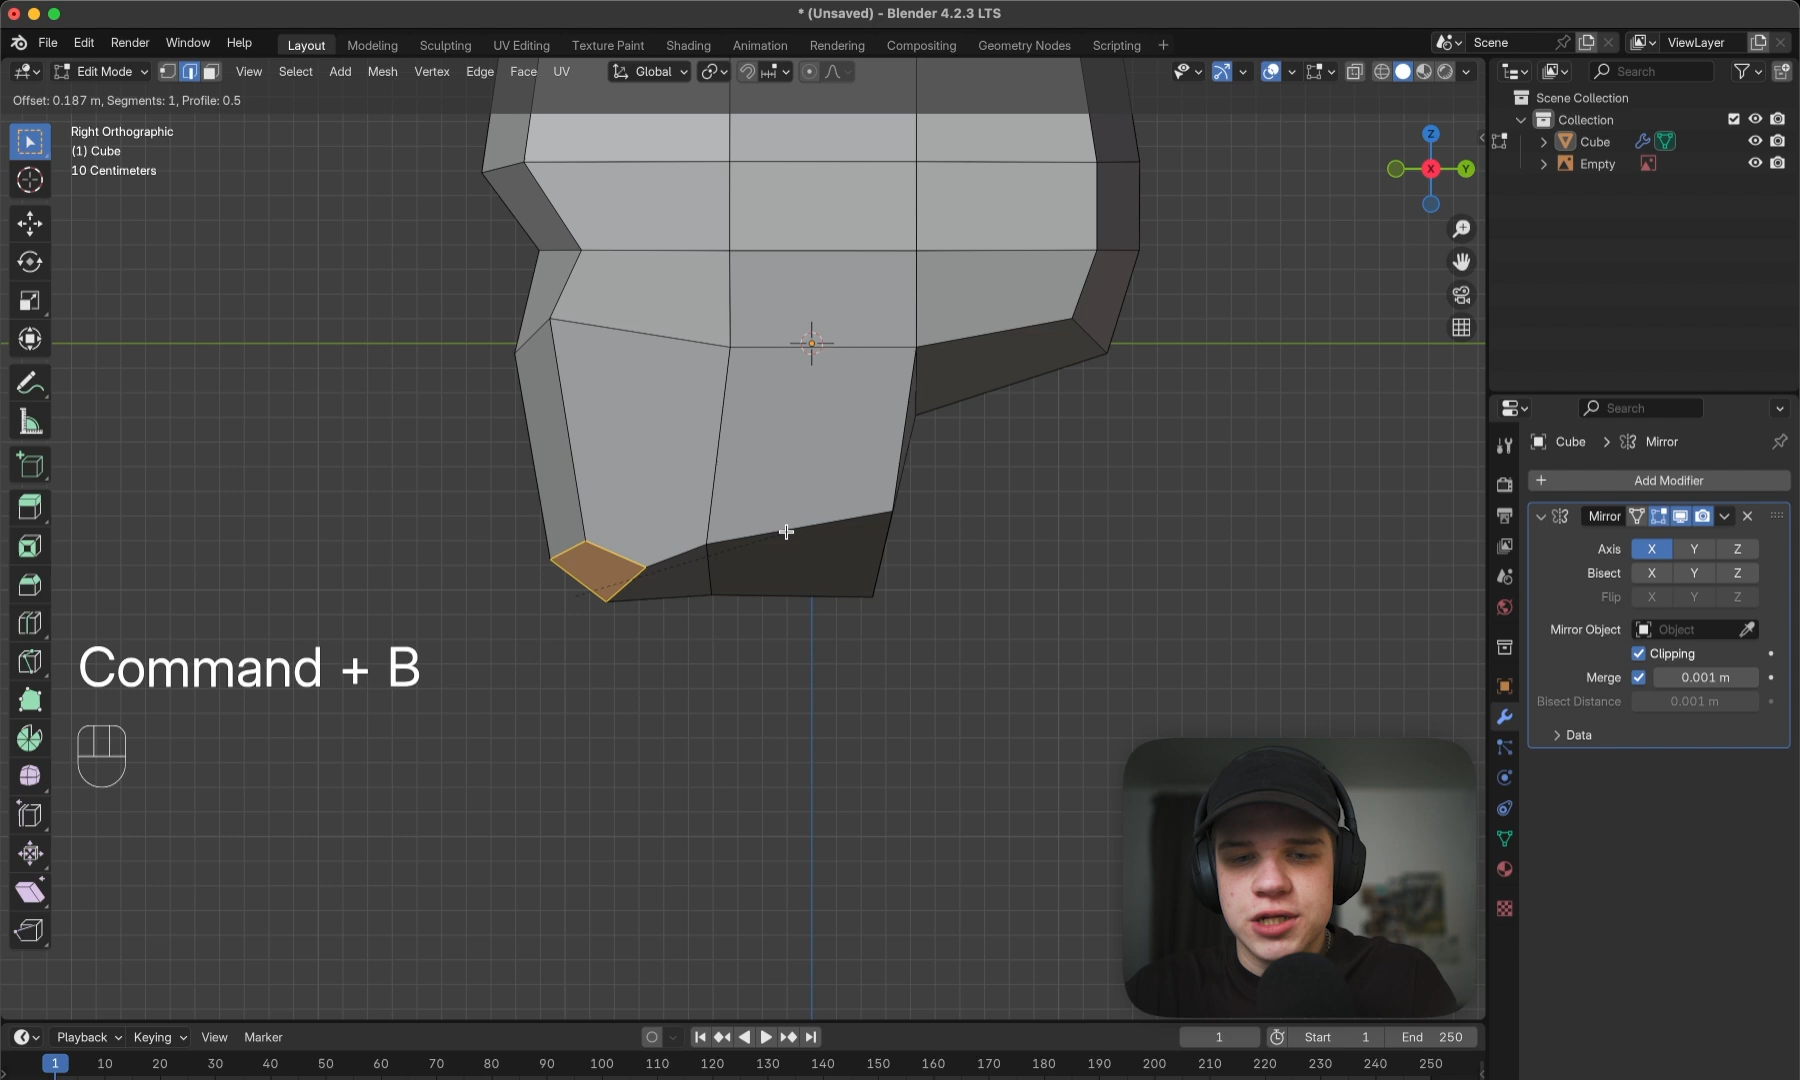 * (Unsaved) - Blender 4.2.3 LTS
File Edit Render Window Help Layout Modeling Sculpting UV Editing Texture Paint Shading Animation Rendering Compositing Geometry Nodes Scripting + Scene ViewLayer
Edit Mode View Select Add Mesh Vertex Edge Face UV Global Search
Offset: 0.187 m, Segments: 1, Profile: 0.5
Scene Collection
Collection
Cube
Empty
Right Orthographic
(1) Cube
10 Centimeters
Z
X
Y
Search
Cube > Mirror
+ Add Modifier
Mirror
Axis X Y Z
Bisect X Y Z
Flip X Y Z
Mirror Object Object
Clipping
Merge 0.001 m
Bisect Distance 0.001 m
Data
Command + B
Playback Keying View Marker 1 Start 1 End 250
1 10 20 30 40 50 60 70 80 90 100 110 120 130 140 150 160 170 180 190 200 210 220 230 240 250